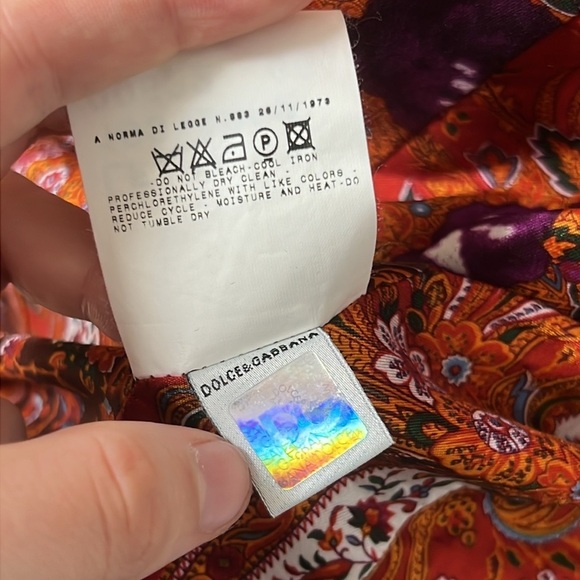 A NORMA DI LEGGE N.883 26/11/1973
P
·DO NOT BLEACH-COOL IRON
PROFESSIONALLY DRY CLEAN -
PERCHLORETHYLENE WITH LIKE COLORS -
REDUCE CYCLE - MOISTURE AND HEAT-DO
NOT TUMBLE DRY
DOLCE&GABBANA